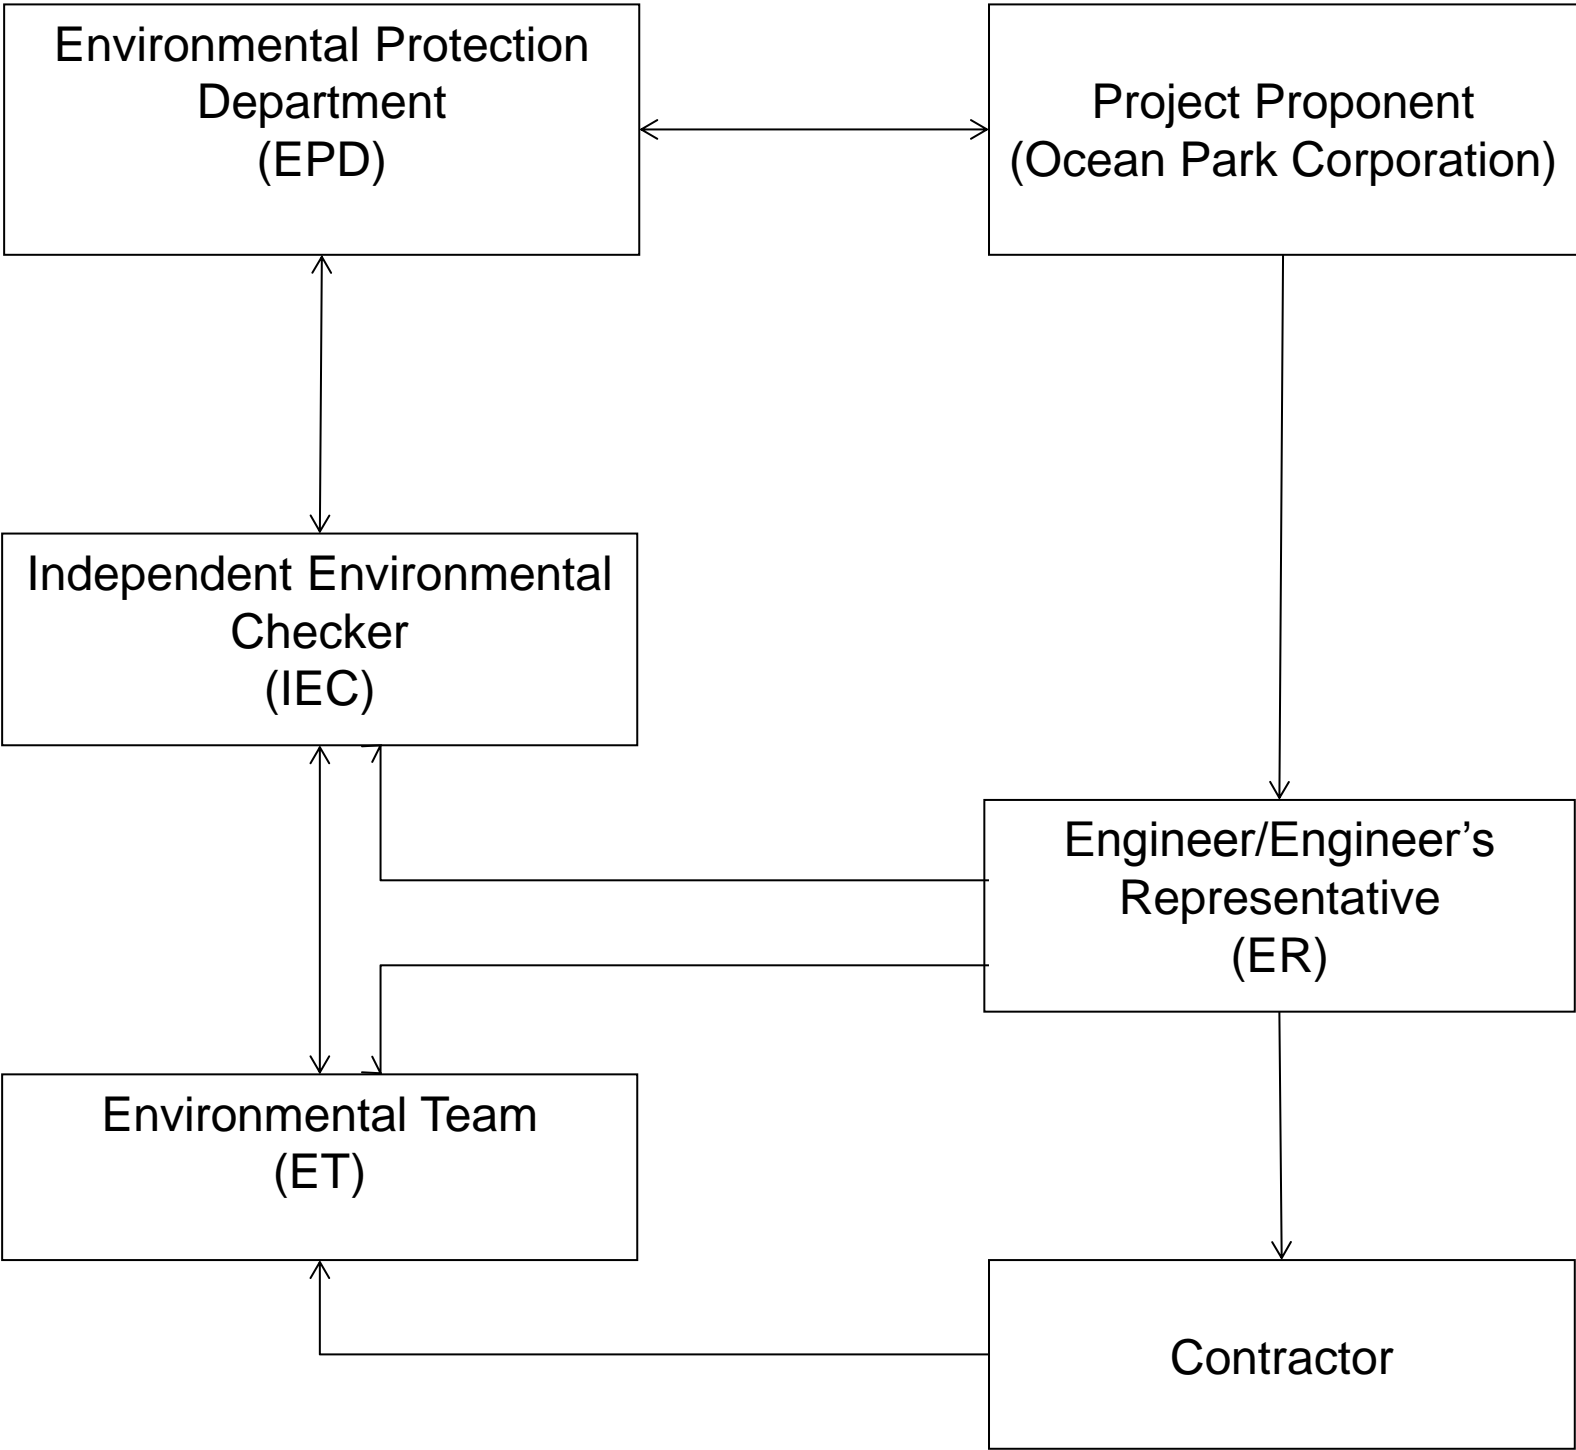 Environmental Protection
Department
(EPD)
Project Proponent
(Ocean Park Corporation)
Independent Environmental
Checker
(IEC)
Engineer/Engineer’s
Representative
(ER)
Environmental Team
(ET)
Contractor